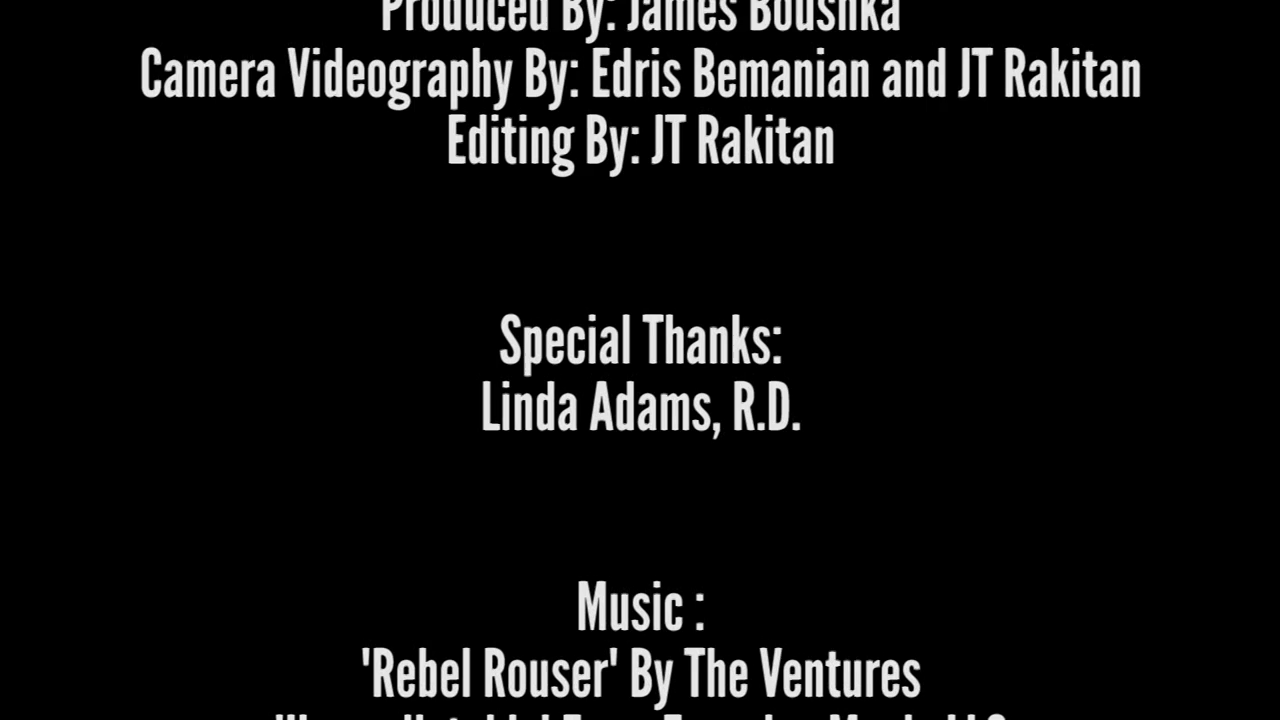 Produced By: James Boushka
Camera Videography By: Edris Bemanian and JT Rakitan
Editing By: JT Rakitan
Special Thanks:
Linda Adams, R.D.
Music :
'Rebel Rouser' By The Ventures